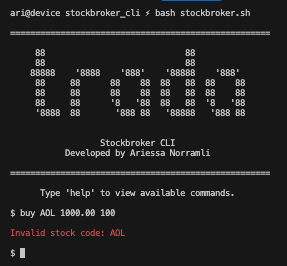 ari@device stockbroker_cli ⚡ bash stockbroker.sh
Stockbroker CLI
Developed by Ariessa Norramli
Type 'help' to view available commands.
$ buy AOL 1000.00 100
Invalid stock code: AOL
$